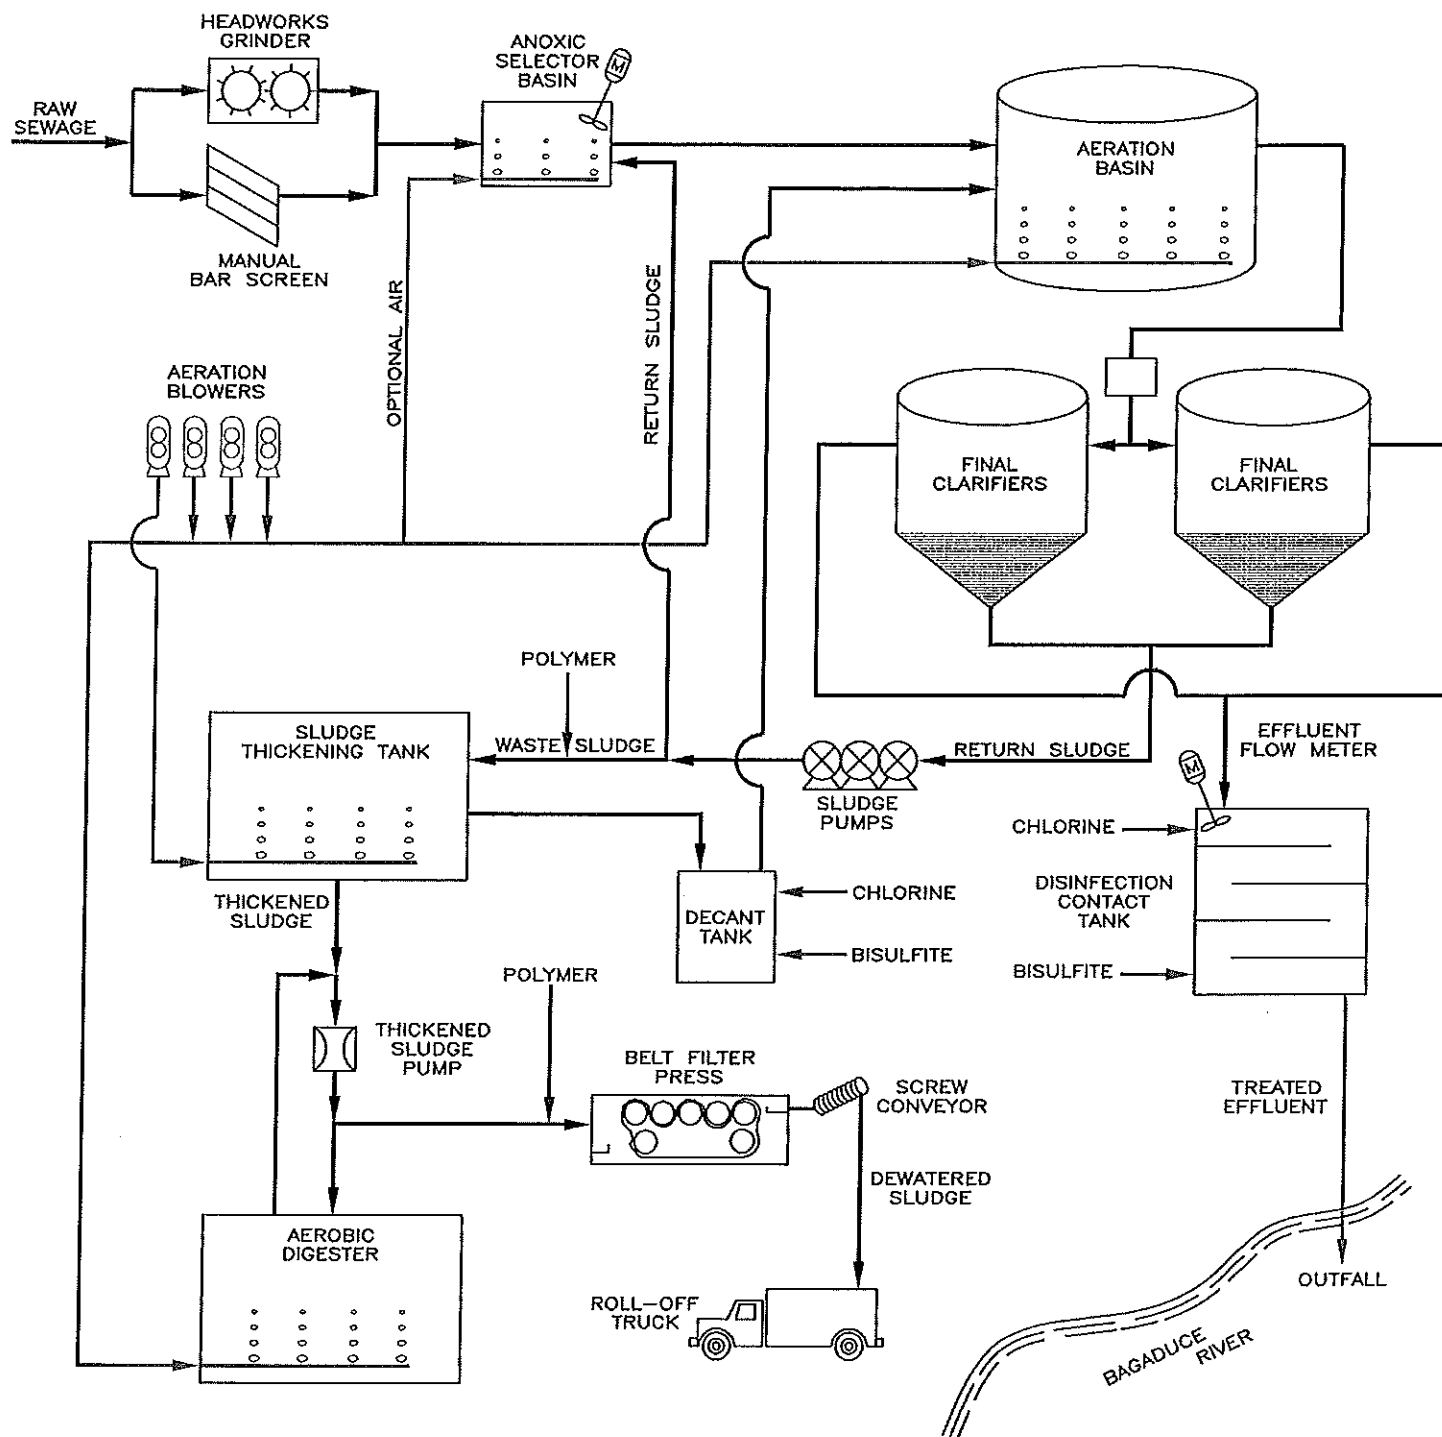 HEADWORKS
GRINDER
ANOXIC
SELECTOR
BASIN
M
RAW
SEWAGE
AERATION
BASIN
MANUAL
BAR SCREEN
OPTIONAL AIR
RETURN SLUDGE
AERATION
BLOWERS
FINAL
CLARIFIERS
FINAL
CLARIFIERS
POLYMER
SLUDGE
THICKENING TANK
WASTE SLUDGE
RETURN SLUDGE
SLUDGE
PUMPS
EFFLUENT
FLOW METER
M
CHLORINE
DISINFECTION
CONTACT
TANK
BISULFITE
THICKENED
SLUDGE
DECANT
TANK
CHLORINE
BISULFITE
POLYMER
THICKENED
SLUDGE
PUMP
BELT FILTER
PRESS
SCREW
CONVEYOR
TREATED
EFFLUENT
DEWATERED
SLUDGE
AEROBIC
DIGESTER
ROLL-OFF
TRUCK
OUTFALL
BAGADUCE
RIVER